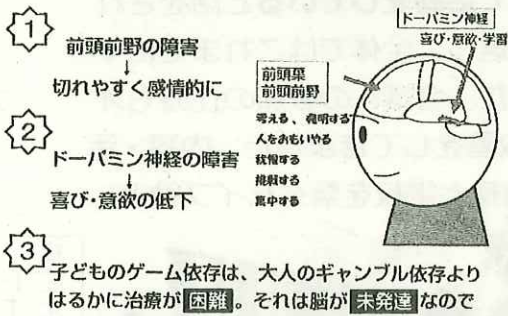 1
前頭前野の障害
↓
切れやすく感情的に
2
ドーパミン神経の障害
↓
喜び・意欲の低下
ドーパミン神経
喜び・意欲・学習
前頭葉
前頭前野
考える、発明する
人をおもいやる
我慢する
挑戦する
集中する
3
子どものゲーム依存は、大人のギャンブル依存より
はるかに治療が 困難 。それは脳が 未発達 なので